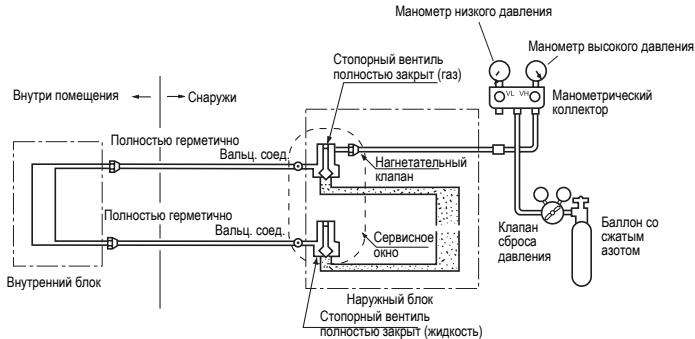 Манометр низкого давления
Манометр высокого давления
Стопорный вентиль
полностью закрыт (газ)
VL VH
Манометрический
коллектор
Внутри помещения
Снаружи
Полностью герметично
Вальц. соед.
Нагнетательный
клапан
Полностью герметично
Вальц. соед.
Сервисное
окно
Клапан
сброса
давления
Баллон со
сжатым
азотом
Внутренний блок
Наружный блок
Стопорный вентиль
полностью закрыт (жидкость)